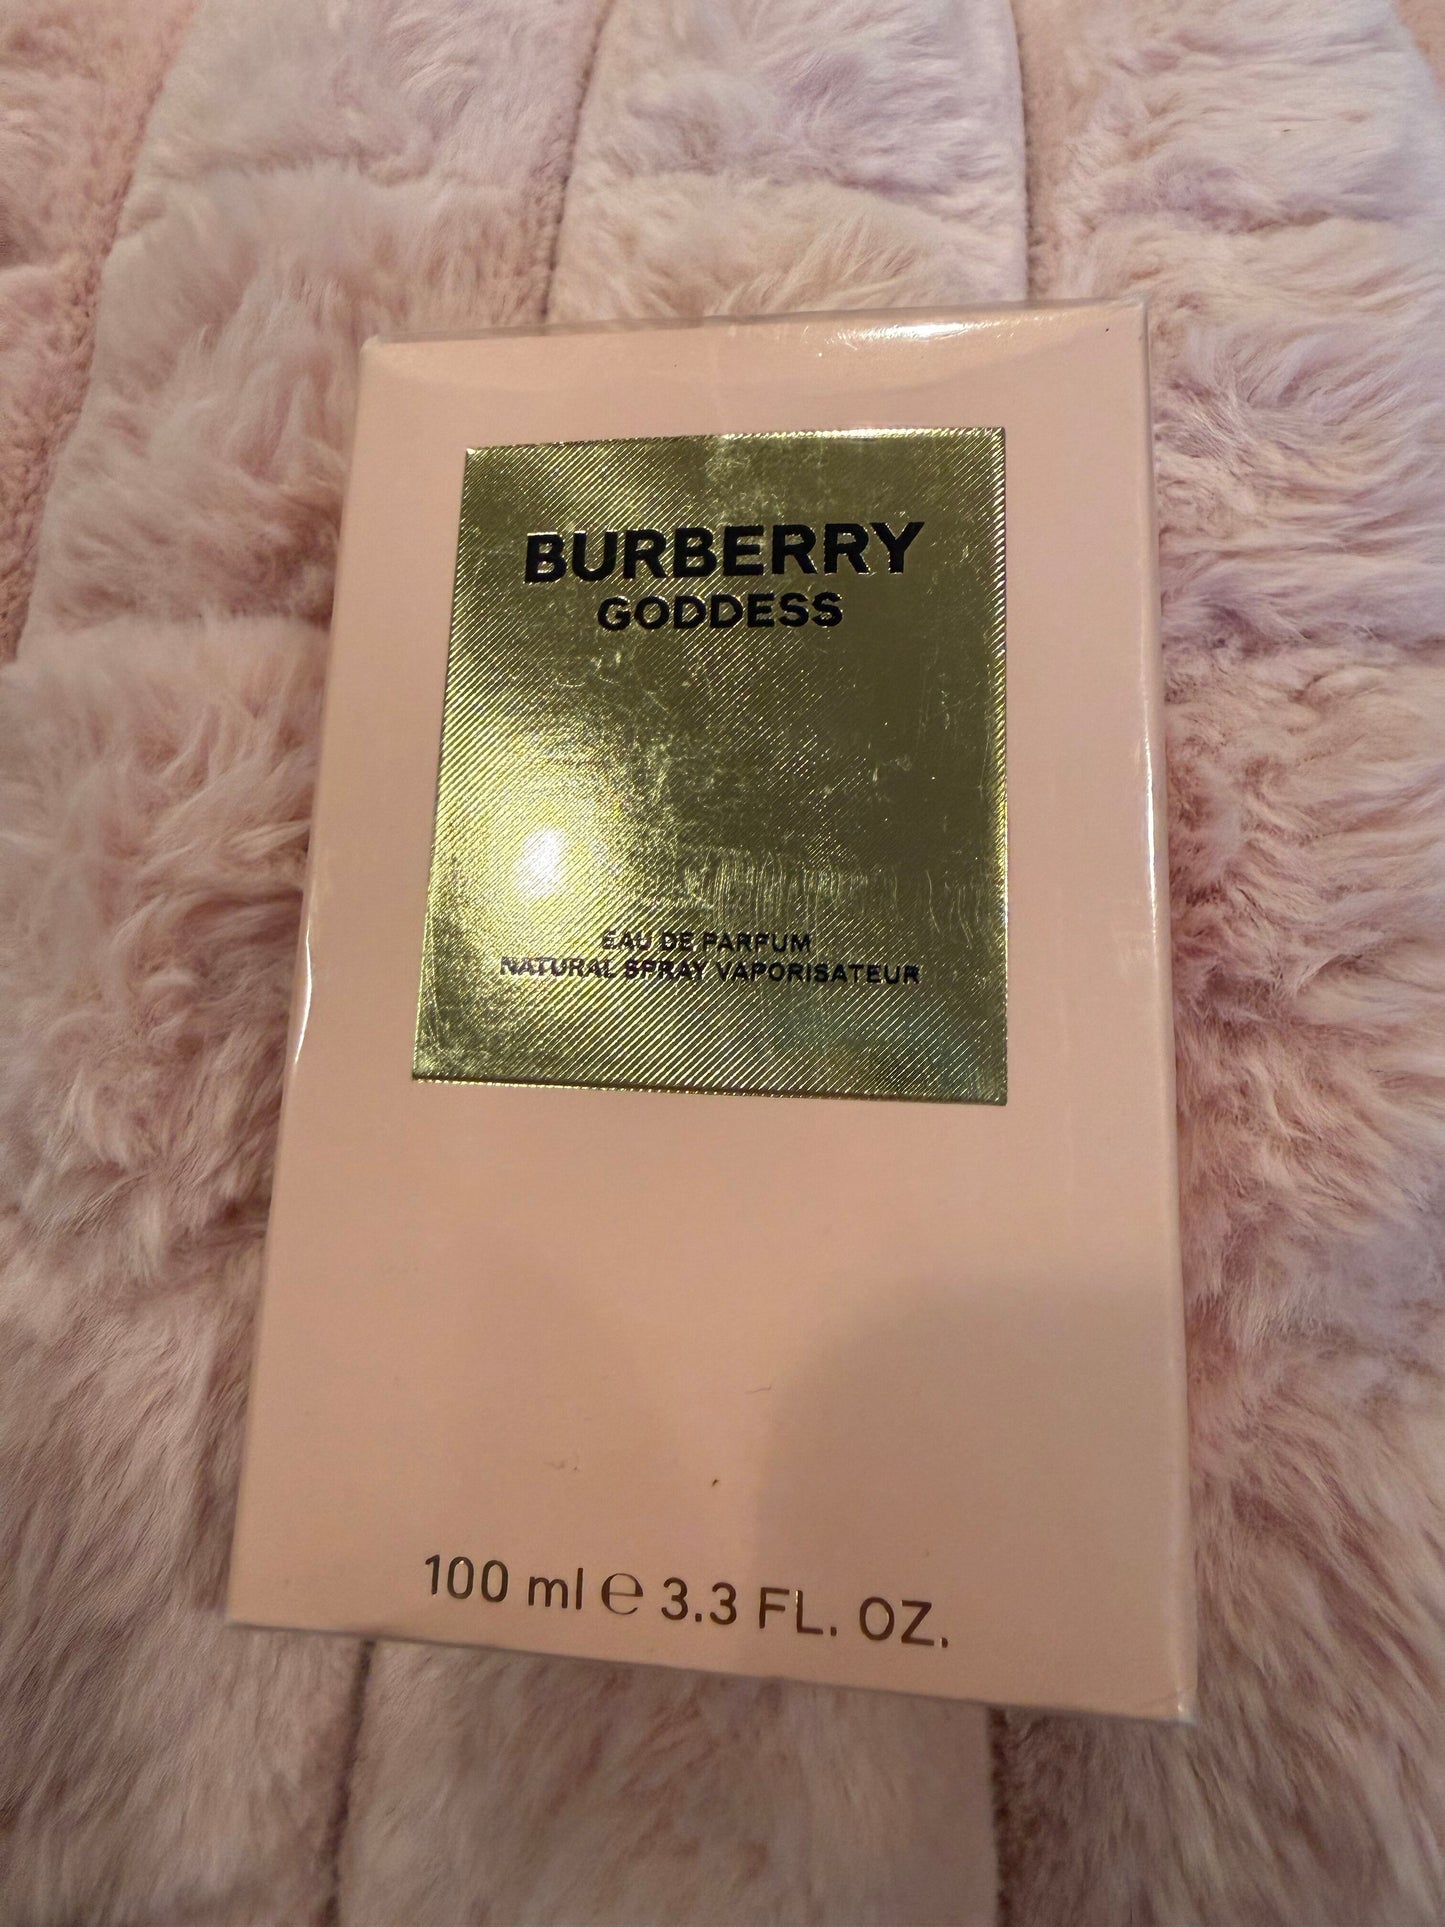 BURBERRY
GODDESS
EAU DE PARFUM
NATURAL SPRAY VAPORISATEUR
100 ml ℮ 3.3 FL. OZ.